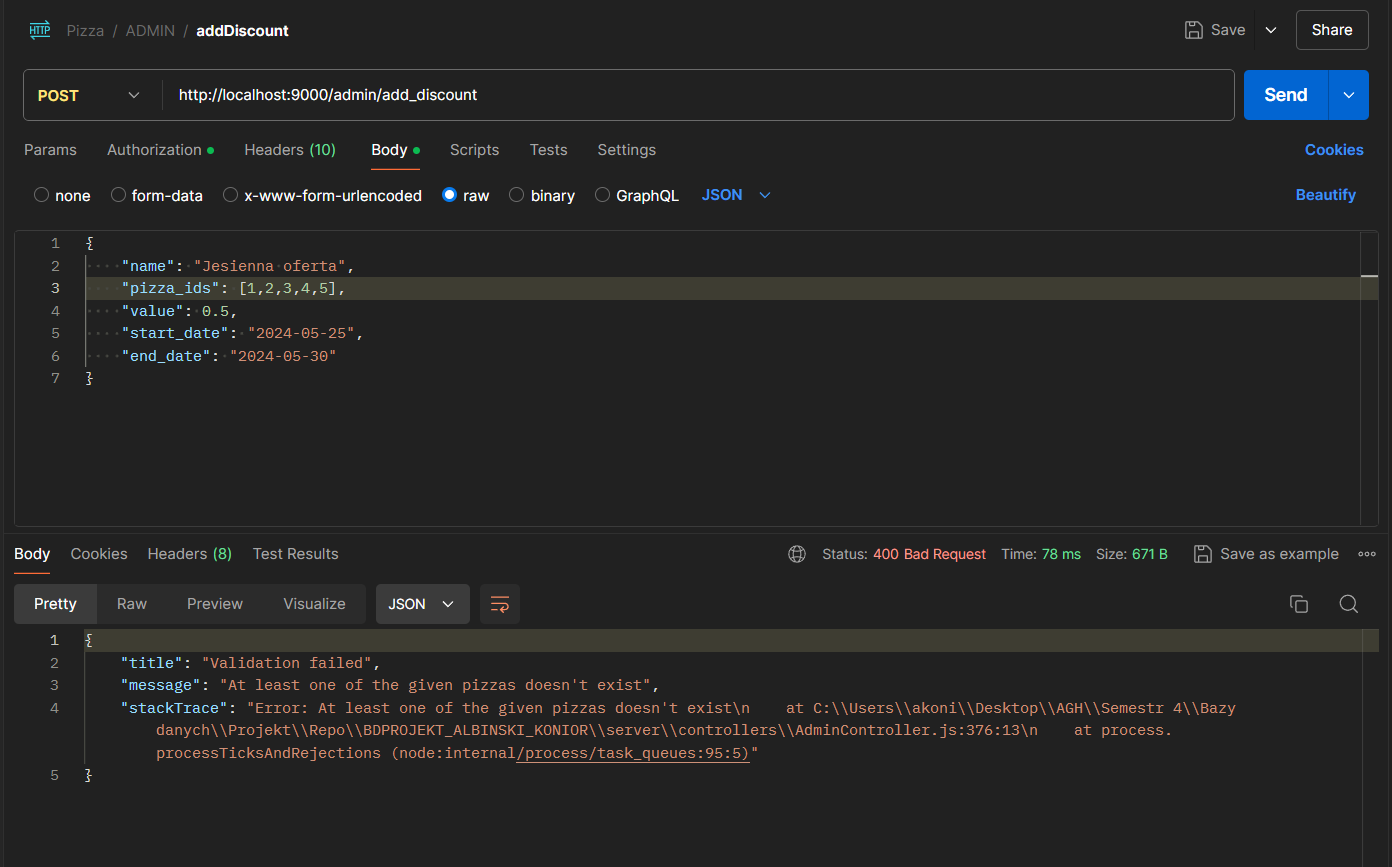 HTTP Pizza / ADMIN / addDiscount Save Share
POST http://localhost:9000/admin/add_discount Send
Params Authorization Headers (10) Body Scripts Tests Settings Cookies
none form-data x-www-form-urlencoded raw binary GraphQL JSON Beautify
1 {
2 "name": "Jesienna oferta",
3 "pizza_ids": [1,2,3,4,5],
4 "value": 0.5,
5 "start_date": "2024-05-25",
6 "end_date": "2024-05-30"
7 }
Body Cookies Headers (8) Test Results Status: 400 Bad Request Time: 78 ms Size: 671 B Save as example
Pretty Raw Preview Visualize JSON
1 {
2 "title": "Validation failed",
3 "message": "At least one of the given pizzas doesn't exist",
4 "stackTrace": "Error: At least one of the given pizzas doesn't exist\n    at C:\\Users\\akoni\\Desktop\\AGH\\Semestr 4\\Bazy
danych\\Projekt\\Repo\\BDPROJEKT_ALBINSKI_KONIOR\\server\\controllers\\AdminController.js:376:13\n    at process.
processTicksAndRejections (node:internal/process/task_queues:95:5)"
5 }